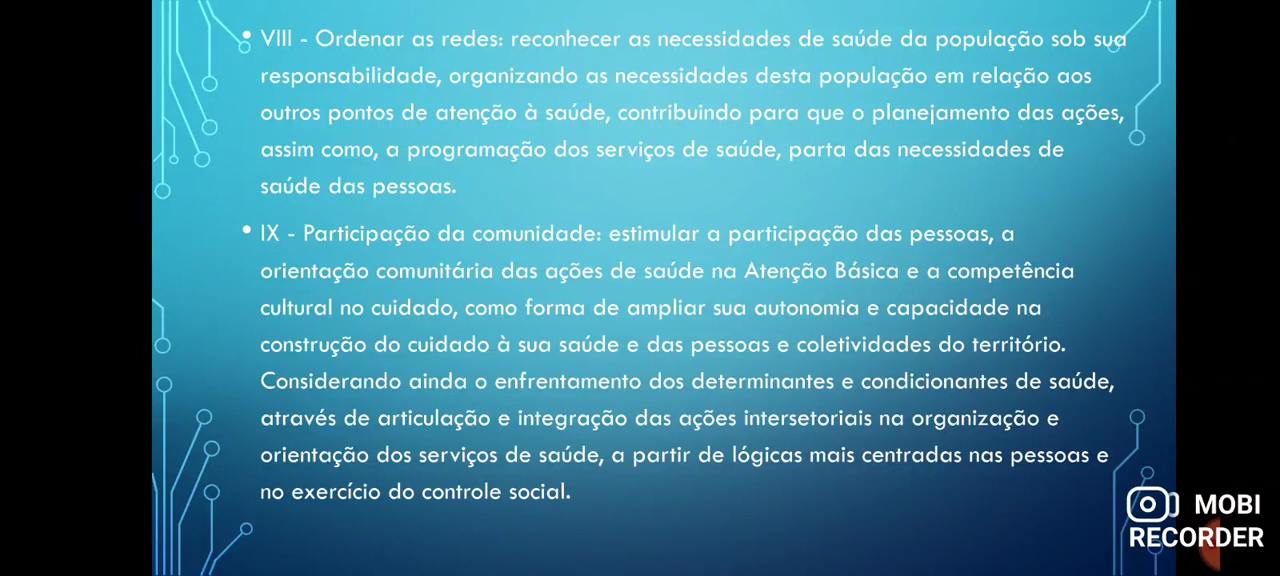 • VIII - Ordenar as redes: reconhecer as necessidades de saúde da população sob sua
responsabilidade, organizando as necessidades desta população em relação aos
outros pontos de atenção à saúde, contribuindo para que o planejamento das ações,
assim como, a programação dos serviços de saúde, parta das necessidades de
saúde das pessoas.
• IX - Participação da comunidade: estimular a participação das pessoas, a
orientação comunitária das ações de saúde na Atenção Básica e a competência
cultural no cuidado, como forma de ampliar sua autonomia e capacidade na
construção do cuidado à sua saúde e das pessoas e coletividades do território.
Considerando ainda o enfrentamento dos determinantes e condicionantes de saúde,
através de articulação e integração das ações intersetoriais na organização e
orientação dos serviços de saúde, a partir de lógicas mais centradas nas pessoas e
no exercício do controle social.
MOBI
RECORDER